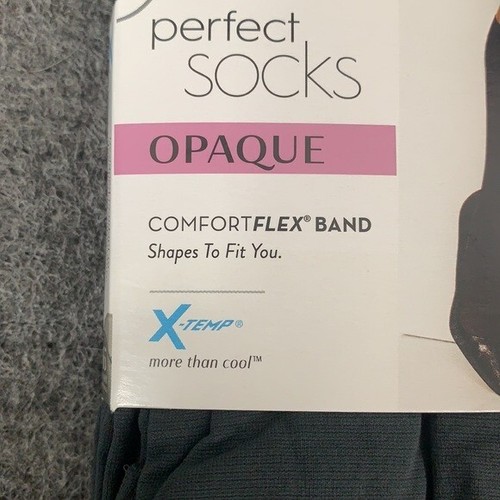 perfect
SOCKS
OPAQUE
COMFORTFLEX® BAND
Shapes To Fit You.
X-TEMP®
more than cool™